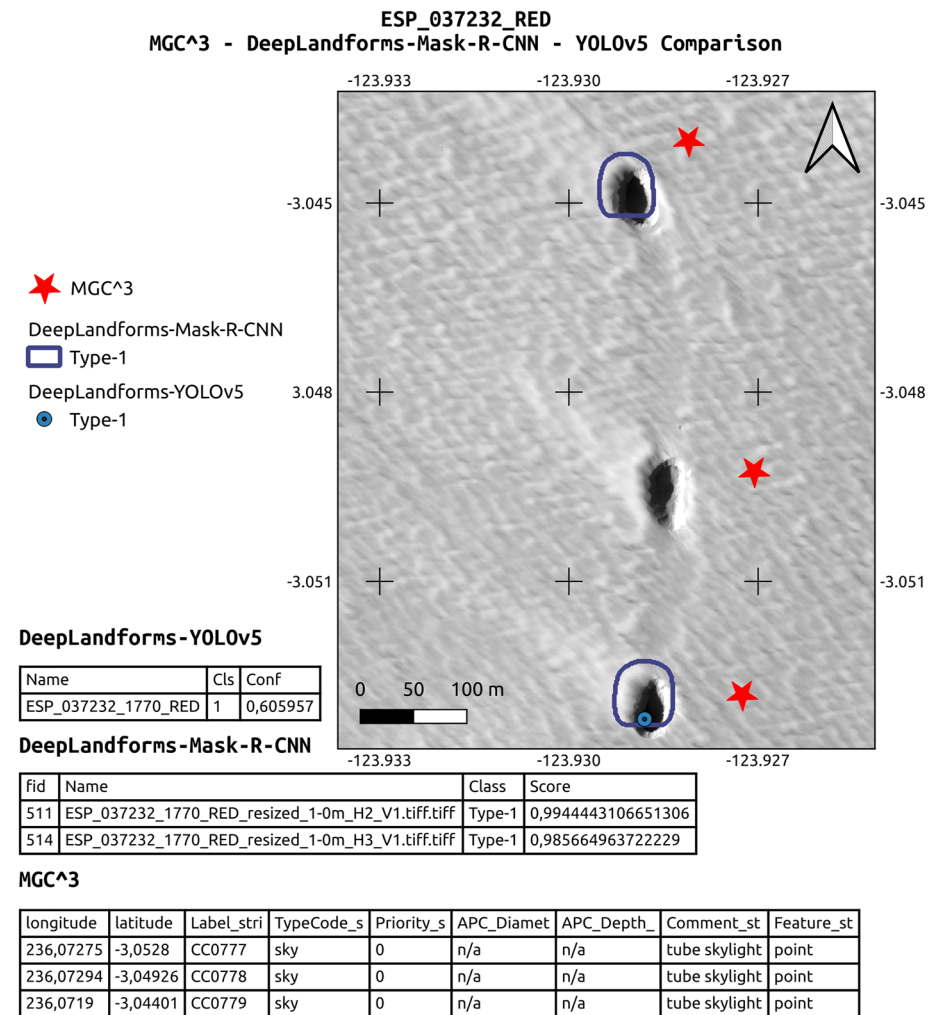 ESP_037232_RED
MGC^3 - DeepLandforms-Mask-R-CNN - YOLOv5 Comparison
-123.933 -123.930 -123.927
-3.045 -3.045
MGC^3
DeepLandforms-Mask-R-CNN
Type-1
DeepLandforms-YOLOv5
Type-1
3.048 -3.048
-3.051 -3.051
0 50 100 m
-123.933 -123.930 -123.927
DeepLandforms-YOLOv5
Name Cls Conf
ESP_037232_1770_RED 1 0,605957
DeepLandforms-Mask-R-CNN
fid Name Class Score
511 ESP_037232_1770_RED_resized_1-0m_H2_V1.tiff.tiff Type-1 0,99444443106651306
514 ESP_037232_1770_RED_resized_1-0m_H3_V1.tiff.tiff Type-1 0,985664963722229
MGC^3
longitude latitude Label_stri TypeCode_s Priority_s APC_Diamet APC_Depth_ Comment_st Feature_st
236,07275 -3,0528 CC0777 sky 0 n/a n/a tube skylight point
236,07294 -3,04926 CC0778 sky 0 n/a n/a tube skylight point
236,0719 -3,04401 CC0779 sky 0 n/a n/a tube skylight point